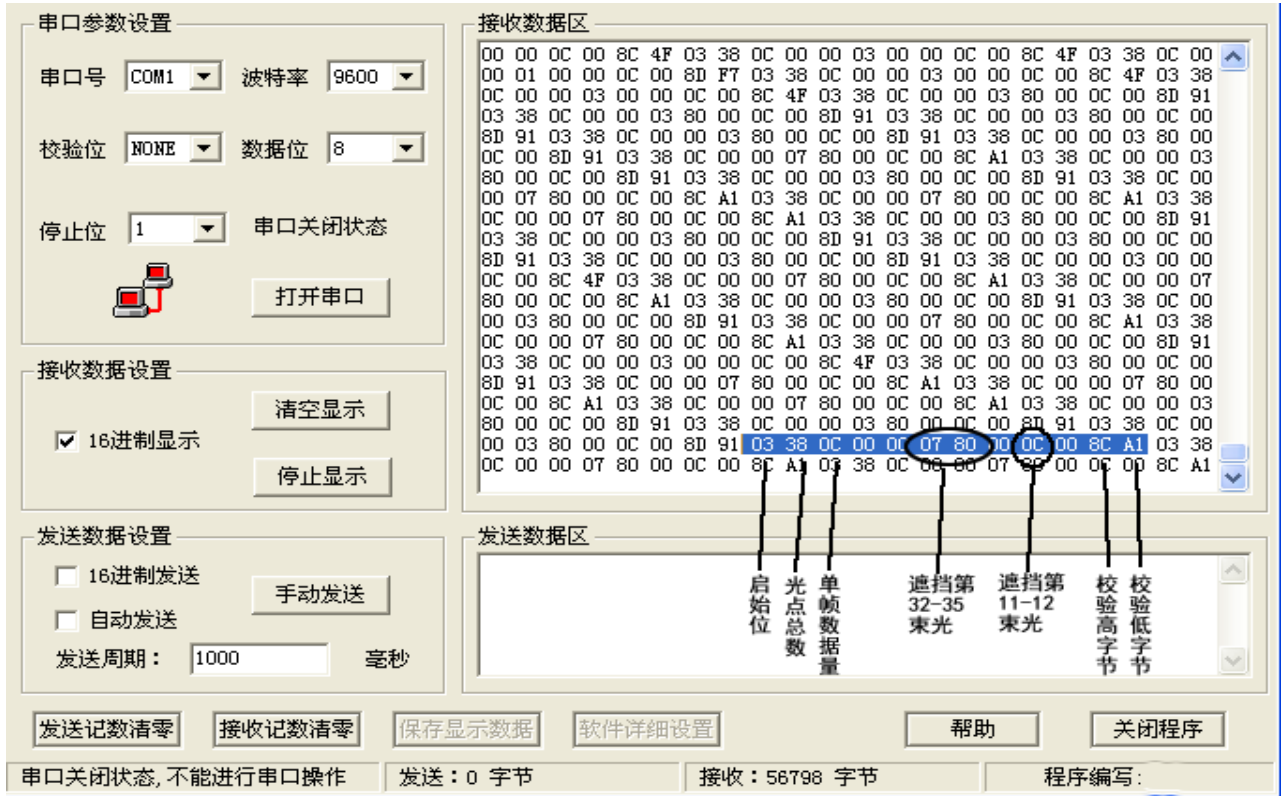 串口参数设置
串口号 COM1 波特率 9600
校验位 NONE 数据位 8
停止位 1 串口关闭状态
打开串口
接收数据设置
清空显示
16进制显示
停止显示
发送数据设置
16进制发送
手动发送
自动发送
发送周期： 1000 毫秒
接收数据区
00 00 0C 00 8C 4F 03 38 0C 00 00 03 00 00 0C 00 8C 4F 03 38 0C 00
00 01 00 00 0C 00 8D F7 03 38 0C 00 00 03 00 00 0C 00 8C 4F 03 38
0C 00 00 03 00 00 0C 00 8C 4F 03 38 0C 00 00 03 80 00 0C 00 8D 91
03 38 0C 00 00 03 80 00 0C 00 8D 91 03 38 0C 00 00 03 80 00 0C 00
8D 91 03 38 0C 00 00 03 80 00 0C 00 8D 91 03 38 0C 00 00 03 80 00
0C 00 8D 91 03 38 0C 00 00 07 80 00 0C 00 8C A1 03 38 0C 00 00 03
80 00 0C 00 8D 91 03 38 0C 00 00 03 80 00 0C 00 8D 91 03 38 0C 00
00 07 80 00 0C 00 8C A1 03 38 0C 00 00 07 80 00 0C 00 8C A1 03 38
0C 00 00 07 80 00 0C 00 8C A1 03 38 0C 00 00 03 80 00 0C 00 8D 91
03 38 0C 00 00 03 80 00 0C 00 8D 91 03 38 0C 00 00 03 80 00 0C 00
8D 91 03 38 0C 00 00 03 80 00 0C 00 8D 91 03 38 0C 00 00 03 00 00
0C 00 8C 4F 03 38 0C 00 00 07 80 00 0C 00 8C A1 03 38 0C 00 00 07
80 00 0C 00 8C A1 03 38 0C 00 00 03 80 00 0C 00 8D 91 03 38 0C 00
00 03 80 00 0C 00 8D 91 03 38 0C 00 00 07 80 00 0C 00 8C A1 03 38
0C 00 00 07 80 00 0C 00 8C A1 03 38 0C 00 00 03 80 00 0C 00 8D 91
03 38 0C 00 00 03 00 00 0C 00 8C 4F 03 38 0C 00 00 03 80 00 0C 00
8D 91 03 38 0C 00 00 07 80 00 0C 00 8C A1 03 38 0C 00 00 07 80 00
0C 00 8C A1 03 38 0C 00 00 07 80 00 0C 00 8C A1 03 38 0C 00 00 03
80 00 0C 00 8D 91 03 38 0C 00 00 03 80 00 0C 00 8D 91 03 38 0C 00
00 03 80 00 0C 00 8D 91 03 38 0C 00 00 07 80 00 0C 00 8C A1 03 38
0C 00 00 07 80 00 0C 00 8C A1 03 38 0C 00 00 07 80 00 0C 00 8C A1
发送数据区
启始位
光点总数
单帧数据量
遮挡第
32-35
束光
遮挡第
11-12
束光
校验高字节
校验低字节
发送记数清零 接收记数清零 保存显示数据 软件详细设置 帮助 关闭程序
串口关闭状态,不能进行串口操作 发送：0 字节 接收：56798 字节 程序编写: